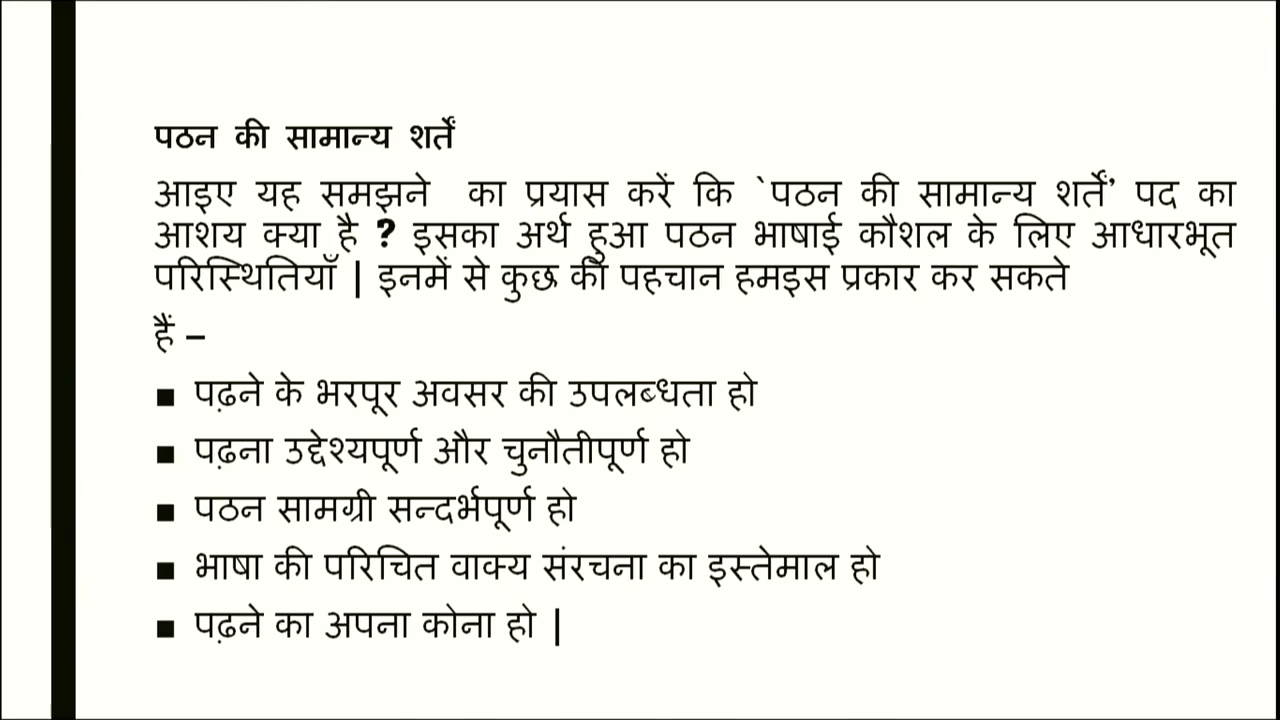 पठन की सामान्य शर्तें
आइए यह समझने का प्रयास करें कि `पठन की सामान्य शर्तें’ पद का
आशय क्या है ? इसका अर्थ हुआ पठन भाषाई कौशल के लिए आधारभूत
परिस्थितियाँ | इनमें से कुछ की पहचान हमइस प्रकार कर सकते
हैं –
▪ पढ़ने के भरपूर अवसर की उपलब्धता हो
▪ पढ़ना उद्देश्यपूर्ण और चुनौतीपूर्ण हो
▪ पठन सामग्री सन्दर्भपूर्ण हो
▪ भाषा की परिचित वाक्य संरचना का इस्तेमाल हो
▪ पढ़ने का अपना कोना हो |